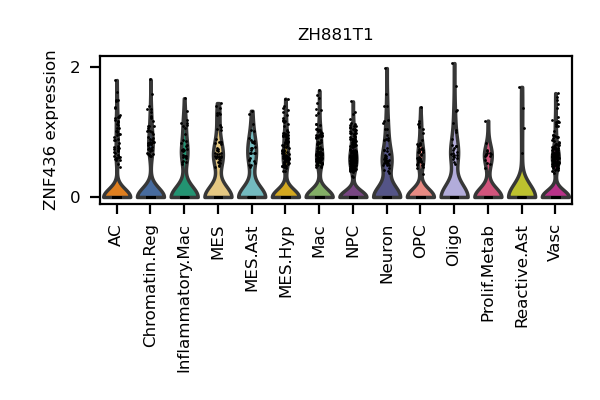 ZH881T1
ZNF436 expression
2
0
AC
Chromatin.Reg
Inflammatory.Mac
MES
MES.Ast
MES.Hyp
Mac
NPC
Neuron
OPC
Oligo
Prolif.Metab
Reactive.Ast
Vasc